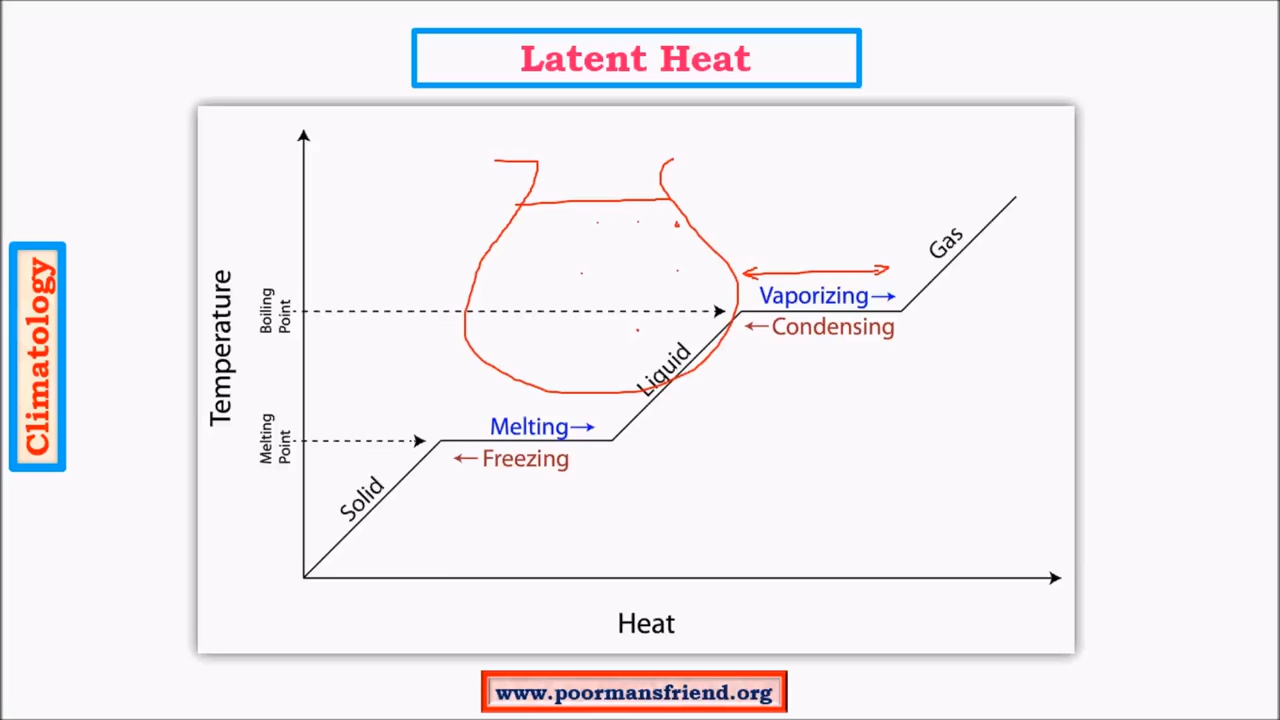 Latent Heat
Climatology
Temperature
Boiling
Point
Melting
Point
Gas
Vaporizing→
←Condensing
Liquid
Melting→
←Freezing
Solid
Heat
www.poormansfriend.org